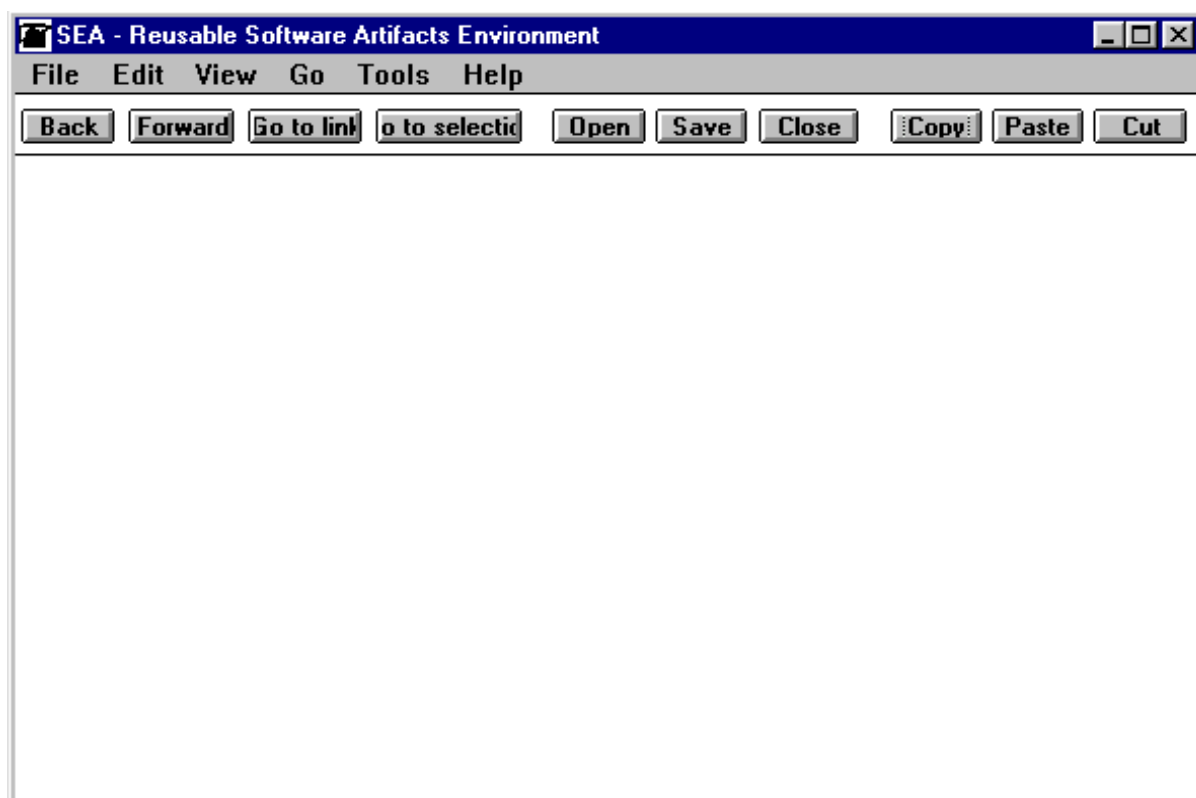 SEA - Reusable Software Artifacts Environment
File Edit View Go Tools Help
Back Forward Go to link o to selectio Open Save Close Copy Paste Cut